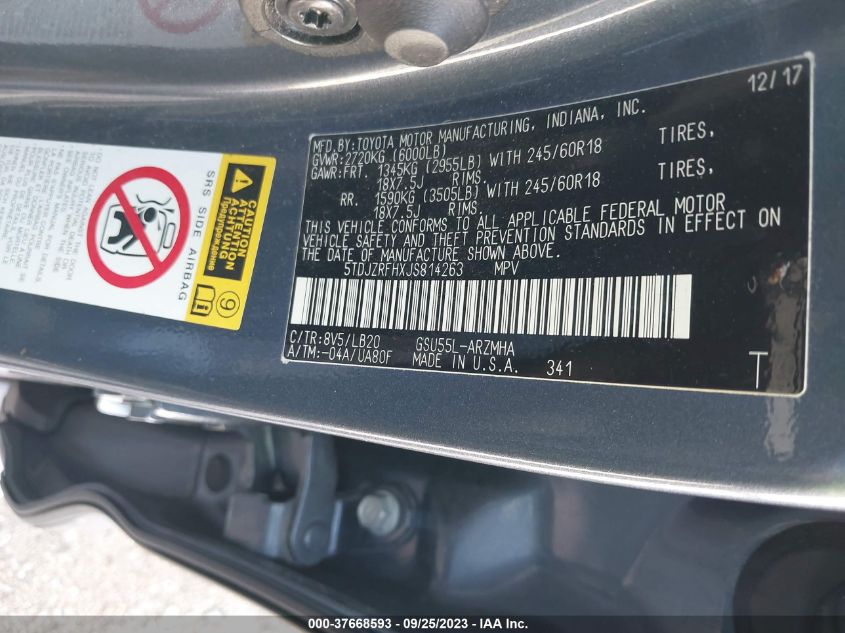 12/17
MFD.BY:TOYOTA MOTOR MANUFACTURING, INDIANA, INC.
GVWR:2720KG (6000LB)
GAWR:FRT. 1345KG (2955LB) WITH 245/60R18 TIRES,
18X7.5J RIMS.
RR. 1590KG (3505LB) WITH 245/60R18 TIRES,
18X7.5J RIMS.
THIS VEHICLE CONFORMS TO ALL APPLICABLE FEDERAL MOTOR
VEHICLE SAFETY AND THEFT PREVENTION STANDARDS IN EFFECT ON
THE DATE OF MANUFACTURE SHOWN ABOVE.
5TDJZRFHXJS814263 MPV
C/TR:8V5/LB20 GSU55L-ARZMHA
A/TM:-04A/UA80F MADE IN U.S.A. 341
T
SRS SIDE AIRBAG
CAUTION
ATTENTION
ACHTUNG
Предупреждение
9
000-37668593 / 09/25/2023 - IAA Inc.